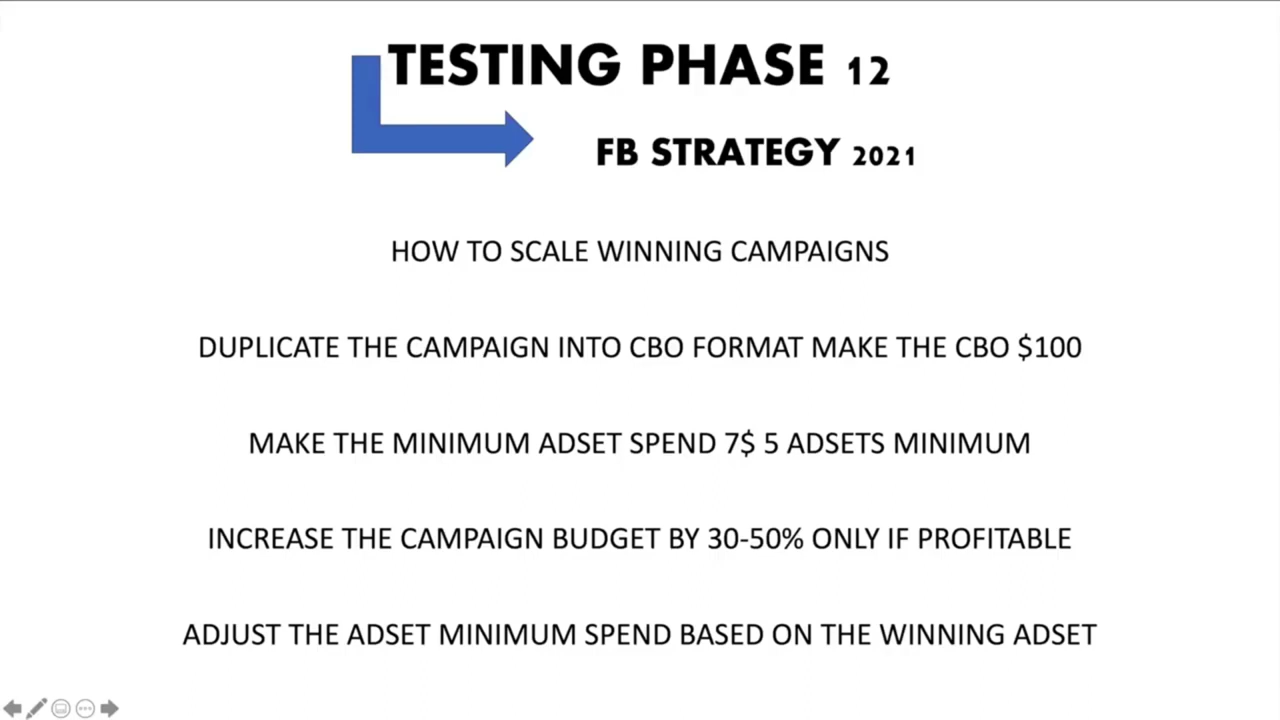 TESTING PHASE 12
FB STRATEGY 2021
HOW TO SCALE WINNING CAMPAIGNS
DUPLICATE THE CAMPAIGN INTO CBO FORMAT MAKE THE CBO $100
MAKE THE MINIMUM ADSET SPEND 7$ 5 ADSETS MINIMUM
INCREASE THE CAMPAIGN BUDGET BY 30-50% ONLY IF PROFITABLE
ADJUST THE ADSET MINIMUM SPEND BASED ON THE WINNING ADSET